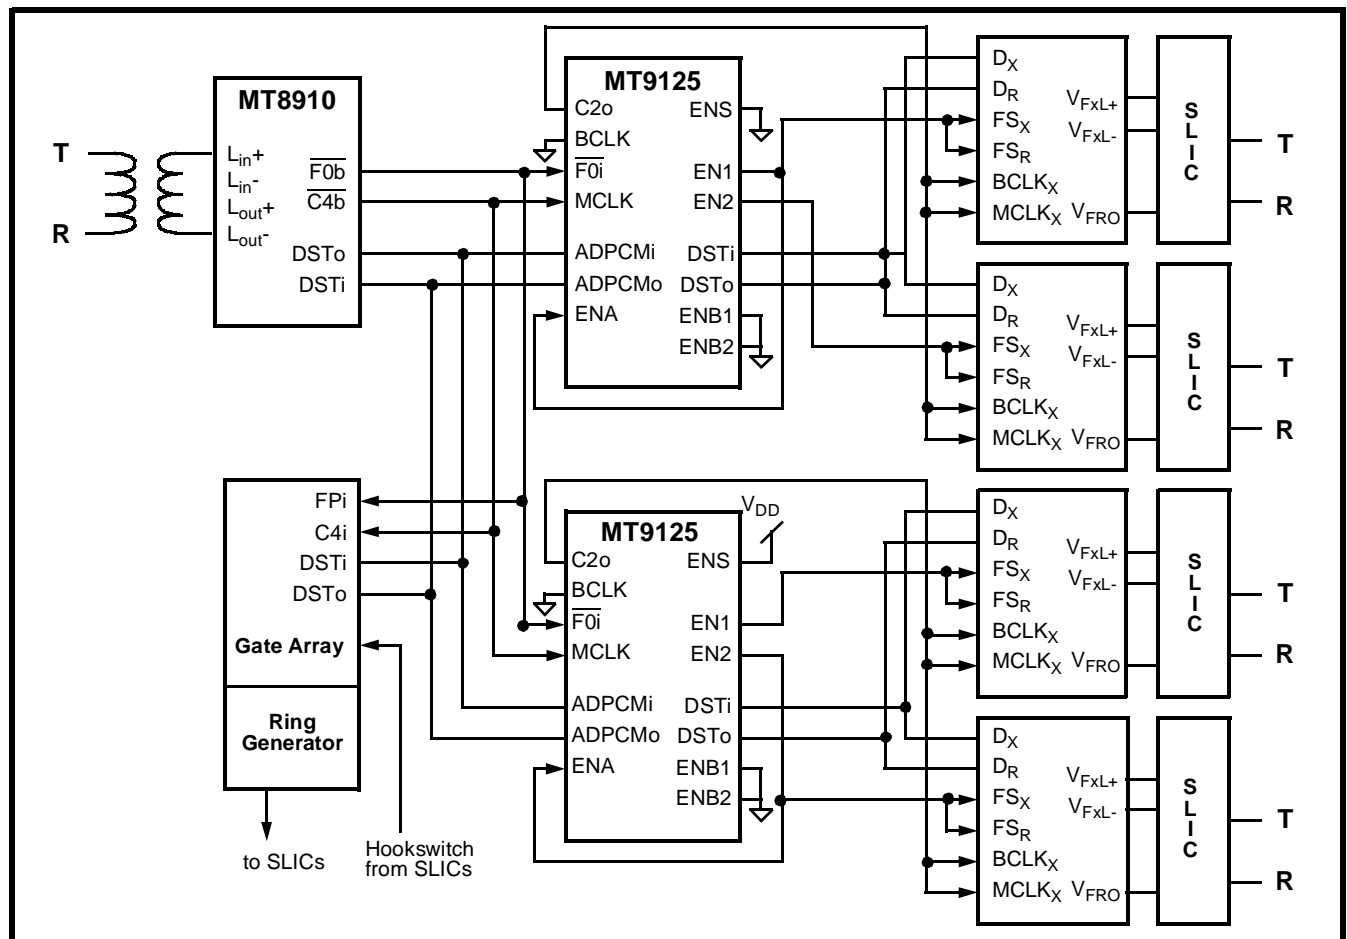 MT8910
T
R
Lin+
Lin-
Lout+
Lout-
F0b
C4b
DSTo
DSTi
MT9125
C2o
BCLK
F0i
MCLK
ADPCMi
ADPCMo
ENA
ENS
EN1
EN2
DSTi
DSTo
ENB1
ENB2
DX
DR
FSX
FSR
BCLKX
MCLKX
VFxL+
VFxL-
VFRO
SLIC
T
R
DX
DR
FSX
FSR
BCLKX
MCLKX
VFxL+
VFxL-
VFRO
SLIC
T
R
FPi
C4i
DSTi
DSTo
Gate Array
Ring
Generator
to SLICs
Hookswitch
from SLICs
MT9125
VDD
C2o
BCLK
F0i
MCLK
ADPCMi
ADPCMo
ENA
ENS
EN1
EN2
DSTi
DSTo
ENB1
ENB2
DX
DR
FSX
FSR
BCLKX
MCLKX
VFxL+
VFxL-
VFRO
SLIC
T
R
DX
DR
FSX
FSR
BCLKX
MCLKX
VFxL+
VFxL-
VFRO
SLIC
T
R